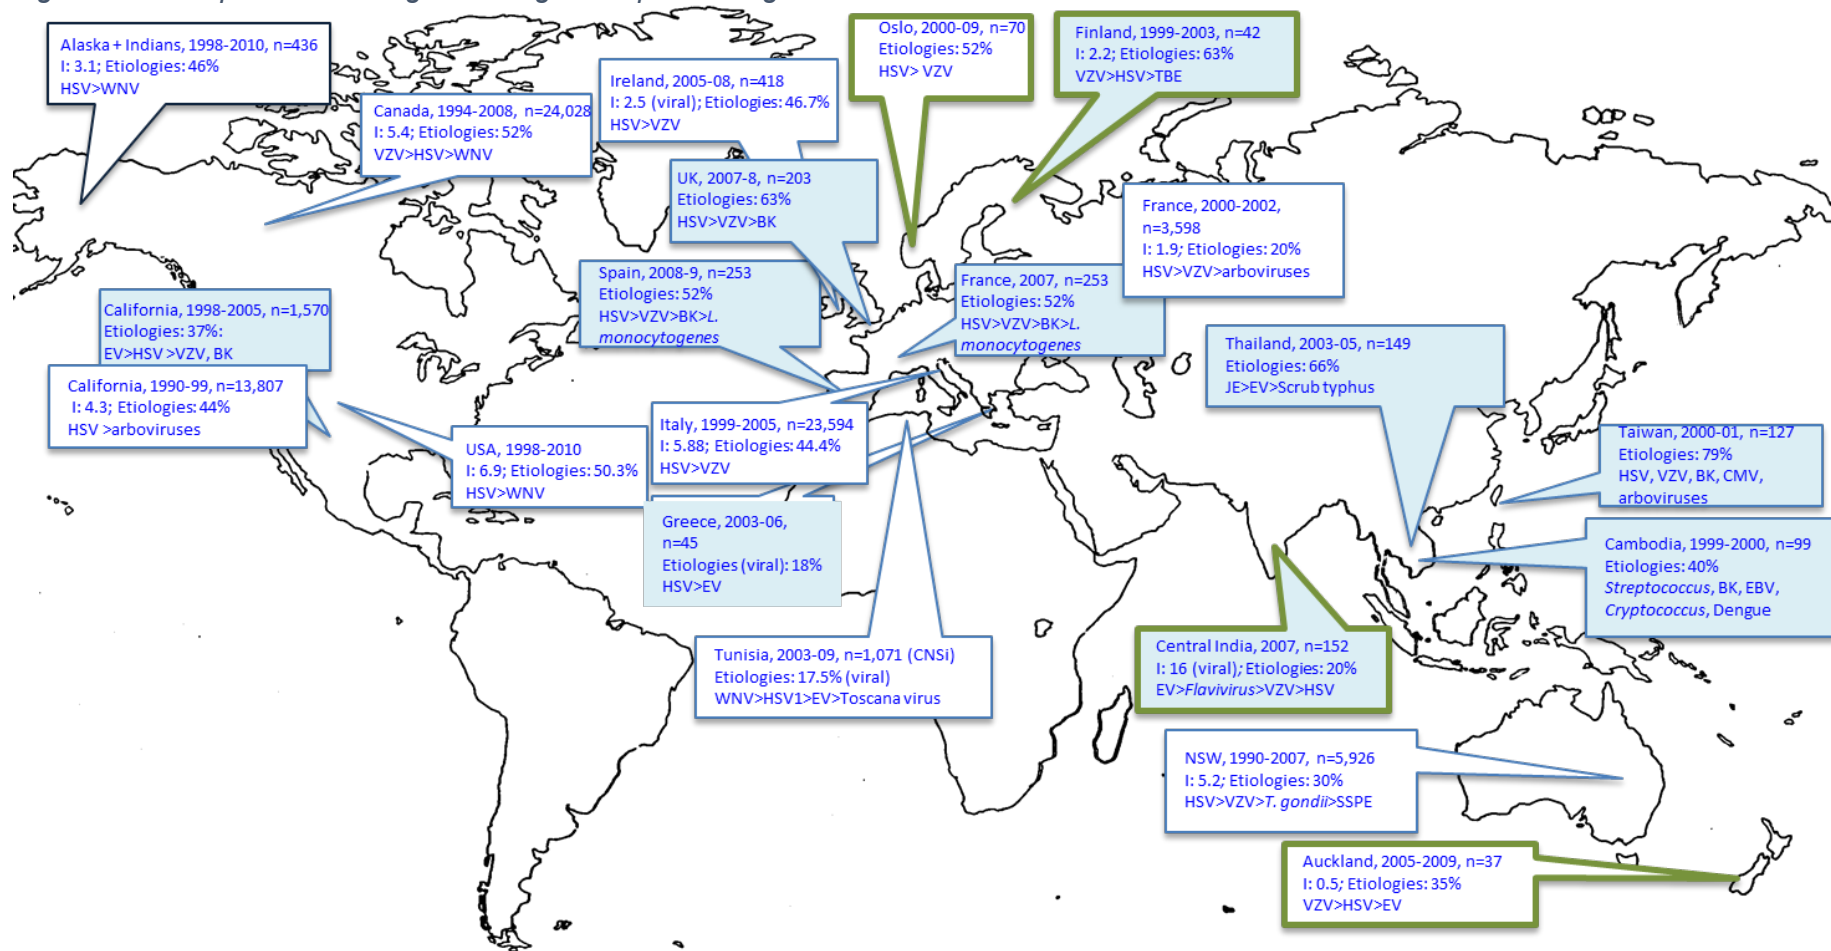 Alaska + Indians, 1998-2010, n=436
I: 3.1; Etiologies: 46%
HSV>WNV
Canada, 1994-2008, n=24,028
I: 5.4; Etiologies: 52%
VZV>HSV>WNV
Ireland, 2005-08, n=418
I: 2.5 (viral); Etiologies: 46.7%
HSV>VZV
Oslo, 2000-09, n=70
Etiologies: 52%
HSV> VZV
Finland, 1999-2003, n=42
I: 2.2; Etiologies: 63%
VZV>HSV>TBE
UK, 2007-8, n=203
Etiologies: 63%
HSV>VZV>BK
France, 2000-2002,
n=3,598
I: 1.9; Etiologies: 20%
HSV>VZV>arboviruses
Spain, 2008-9, n=253
Etiologies: 52%
HSV>VZV>BK>L.
monocytogenes
France, 2007, n=253
Etiologies: 52%
HSV>VZV>BK>L.
monocytogenes
California, 1998-2005, n=1,570
Etiologies: 37%:
EV>HSV >VZV, BK
California, 1990-99, n=13,807
I: 4.3; Etiologies: 44%
HSV >arboviruses
USA, 1998-2010
I: 6.9; Etiologies: 50.3%
HSV>WNV
Italy, 1999-2005, n=23,594
I: 5.88; Etiologies: 44.4%
HSV>VZV
Thailand, 2003-05, n=149
Etiologies: 66%
JE>EV>Scrub typhus
Taiwan, 2000-01, n=127
Etiologies: 79%
HSV, VZV, BK, CMV,
arboviruses
Greece, 2003-06,
n=45
Etiologies (viral): 18%
HSV>EV
Cambodia, 1999-2000, n=99
Etiologies: 40%
Streptococcus, BK, EBV,
Cryptococcus, Dengue
Tunisia, 2003-09, n=1,071 (CNSi)
Etiologies: 17.5% (viral)
WNV>HSV1>EV>Toscana virus
Central India, 2007, n=152
I: 16 (viral); Etiologies: 20%
EV>Flavivirus>VZV>HSV
NSW, 1990-2007, n=5,926
I: 5.2; Etiologies: 30%
HSV>VZV>T. gondii>SSPE
Auckland, 2005-2009, n=37
I: 0.5; Etiologies: 35%
VZV>HSV>EV